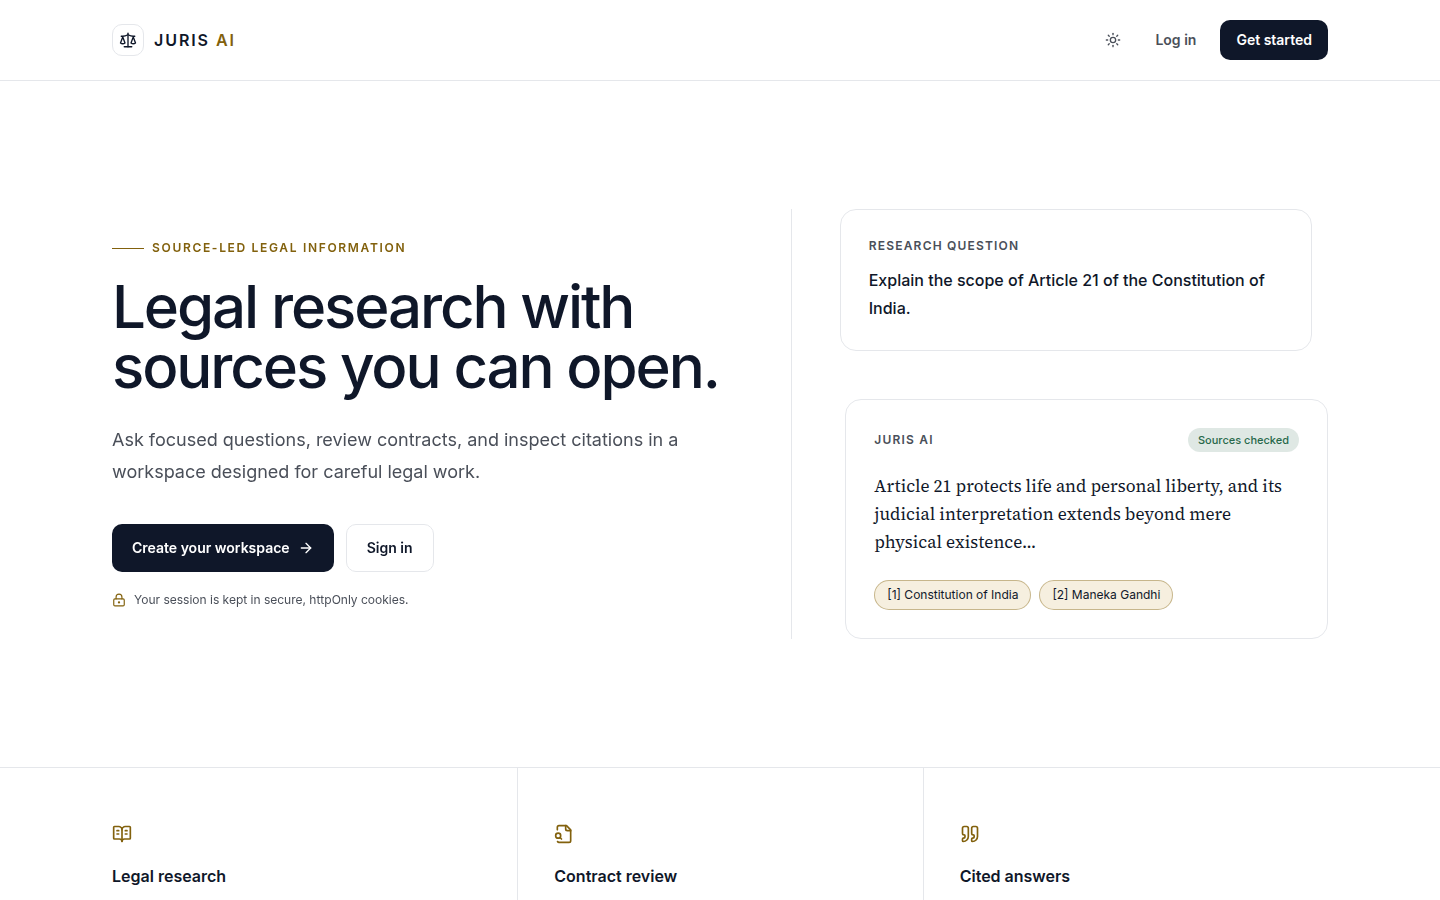 JURIS AI
Log in
Get started
SOURCE-LED LEGAL INFORMATION
Legal research with
sources you can open.
Ask focused questions, review contracts, and inspect citations in a
workspace designed for careful legal work.
Create your workspace
Sign in
Your session is kept in secure, httpOnly cookies.
RESEARCH QUESTION
Explain the scope of Article 21 of the Constitution of
India.
JURIS AI
Sources checked
Article 21 protects life and personal liberty, and its
judicial interpretation extends beyond mere
physical existence...
[1] Constitution of India
[2] Maneka Gandhi
Legal research
Contract review
Cited answers